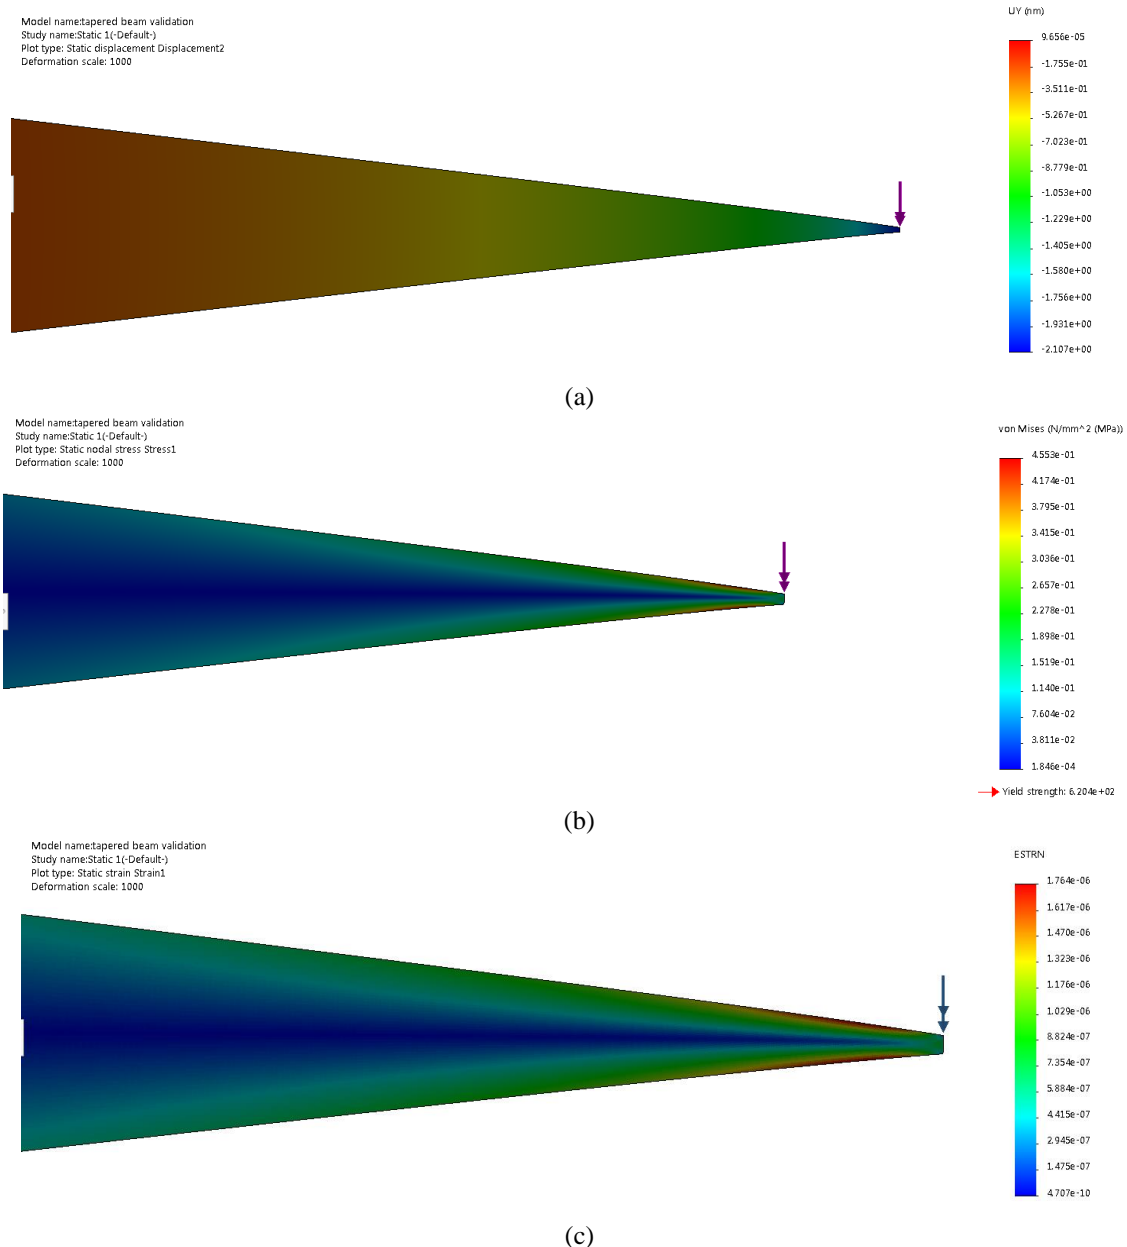 Model name:tapered beam validation
Study name:Static 1(-Default-)
Plot type: Static displacement Displacement2
Deformation scale: 1000
UY (nm)
9.656e-05
-1.755e-01
-3.511e-01
-5.267e-01
-7.023e-01
-8.779e-01
-1.053e+00
-1.229e+00
-1.405e+00
-1.580e+00
-1.756e+00
-1.931e+00
-2.107e+00
(a)
Model name:tapered beam validation
Study name:Static 1(-Default-)
Plot type: Static nodal stress Stress1
Deformation scale: 1000
von Mises (N/mm^2 (MPa))
4.553e-01
4.174e-01
3.795e-01
3.415e-01
3.036e-01
2.657e-01
2.278e-01
1.898e-01
1.519e-01
1.140e-01
7.604e-02
3.811e-02
1.846e-04
Yield strength: 6.204e+02
(b)
Model name:tapered beam validation
Study name:Static 1(-Default-)
Plot type: Static strain Strain1
Deformation scale: 1000
ESTRN
1.764e-06
1.617e-06
1.470e-06
1.323e-06
1.176e-06
1.029e-06
8.824e-07
7.354e-07
5.884e-07
4.415e-07
2.945e-07
1.475e-07
4.707e-10
(c)